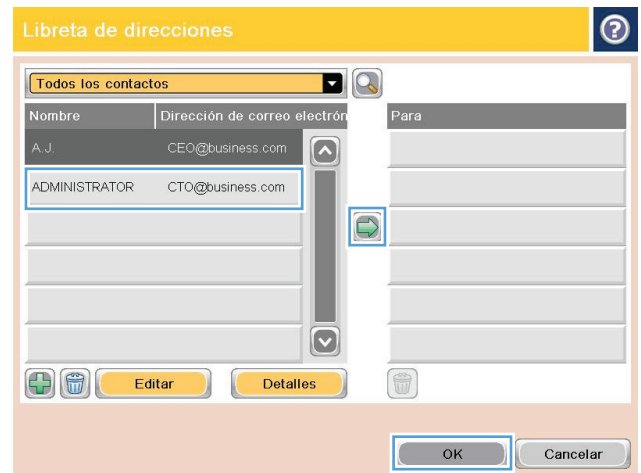 Libreta de direcciones
?
Todos los contactos
Nombre Dirección de correo electrón Para
A.J. CEO@business.com
ADMINISTRATOR CTO@business.com
Editar Detalles
OK Cancelar